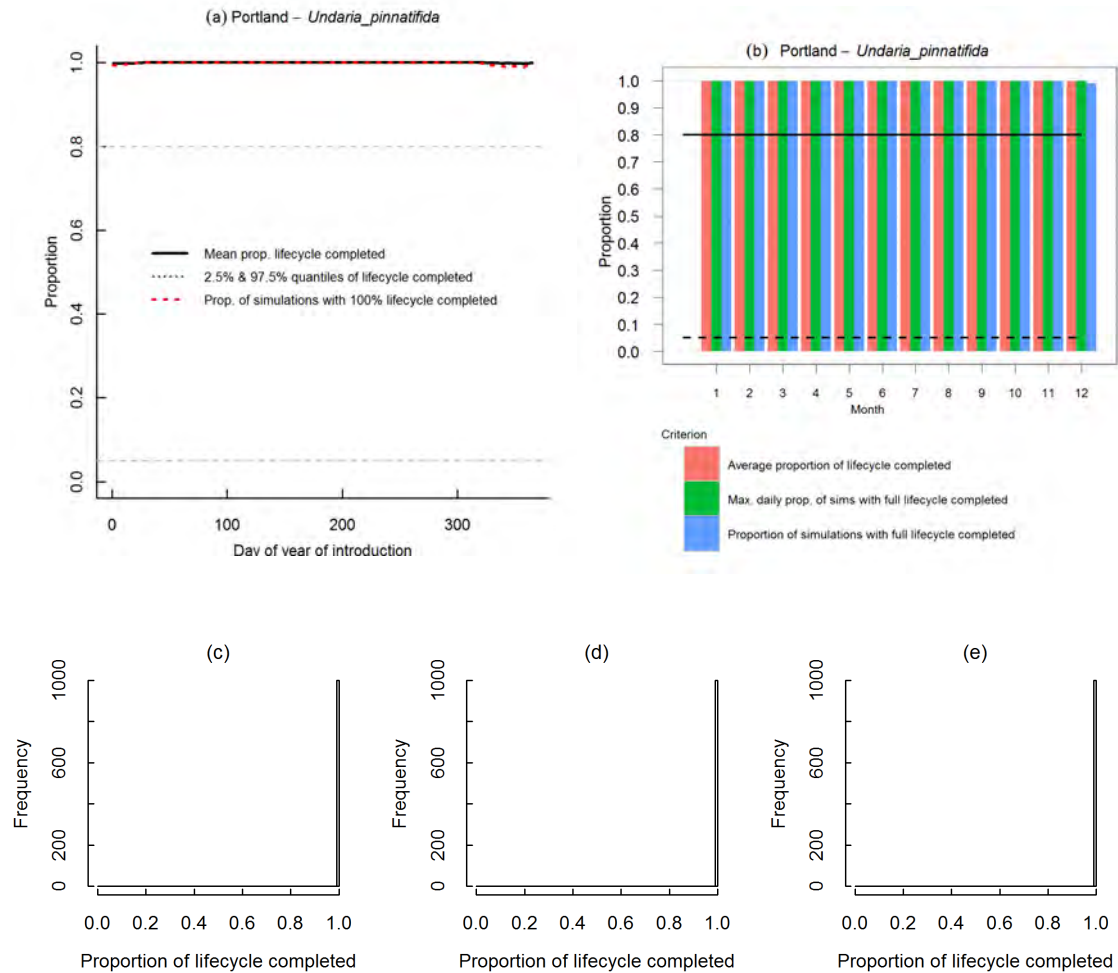 (a) Portland – Undaria_pinnatifida
1.0
0.8
0.6
0.4
0.2
0.0
Proportion
Mean prop. lifecycle completed
2.5% & 97.5% quantiles of lifecycle completed
Prop. of simulations with 100% lifecycle completed
0 100 200 300
Day of year of introduction
(b) Portland – Undaria_pinnatifida
1.0
0.9
0.8
0.7
0.6
0.5
0.4
0.3
0.2
0.1
0.0
Proportion
1 2 3 4 5 6 7 8 9 10 11 12
Month
Criterion
Average proportion of lifecycle completed
Max. daily prop. of sims with full lifecycle completed
Proportion of simulations with full lifecycle completed
(c)
1000
600
200
0
Frequency
0.0 0.2 0.4 0.6 0.8 1.0
Proportion of lifecycle completed
(d)
1000
600
200
0
Frequency
0.0 0.2 0.4 0.6 0.8 1.0
Proportion of lifecycle completed
(e)
1000
600
200
0
Frequency
0.0 0.2 0.4 0.6 0.8 1.0
Proportion of lifecycle completed